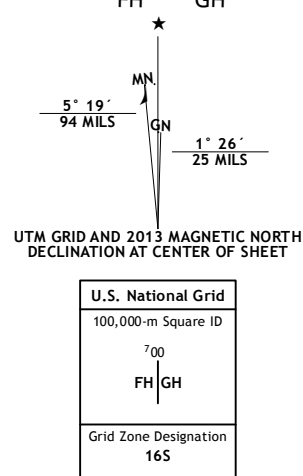 FH GH
★
MN.
5° 19´
94 MILS
GN
1° 26´
25 MILS
UTM GRID AND 2013 MAGNETIC NORTH
DECLINATION AT CENTER OF SHEET
U.S. National Grid
100,000-m Square ID
⁷00
FH GH
Grid Zone Designation
16S